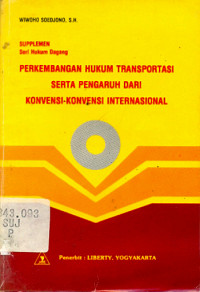 WIWOHO SOEDJONO, S.H.
SUPPLEMEN
Seri Hukum Dagang
PERKEMBANGAN HUKUM TRANSPORTASI
SERTA PENGARUH DARI
KONVENSI-KONVENSI INTERNASIONAL
343.093
SUJ
P
Penerbit : LIBERTY, YOGYAKARTA